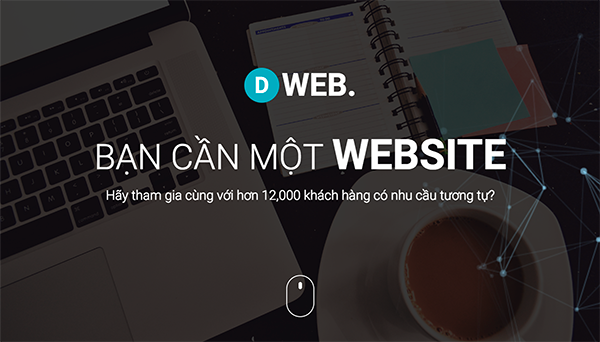 D WEB.
BẠN CẦN MỘT WEBSITE
Hãy tham gia cùng với hơn 12,000 khách hàng có nhu cầu tương tự?